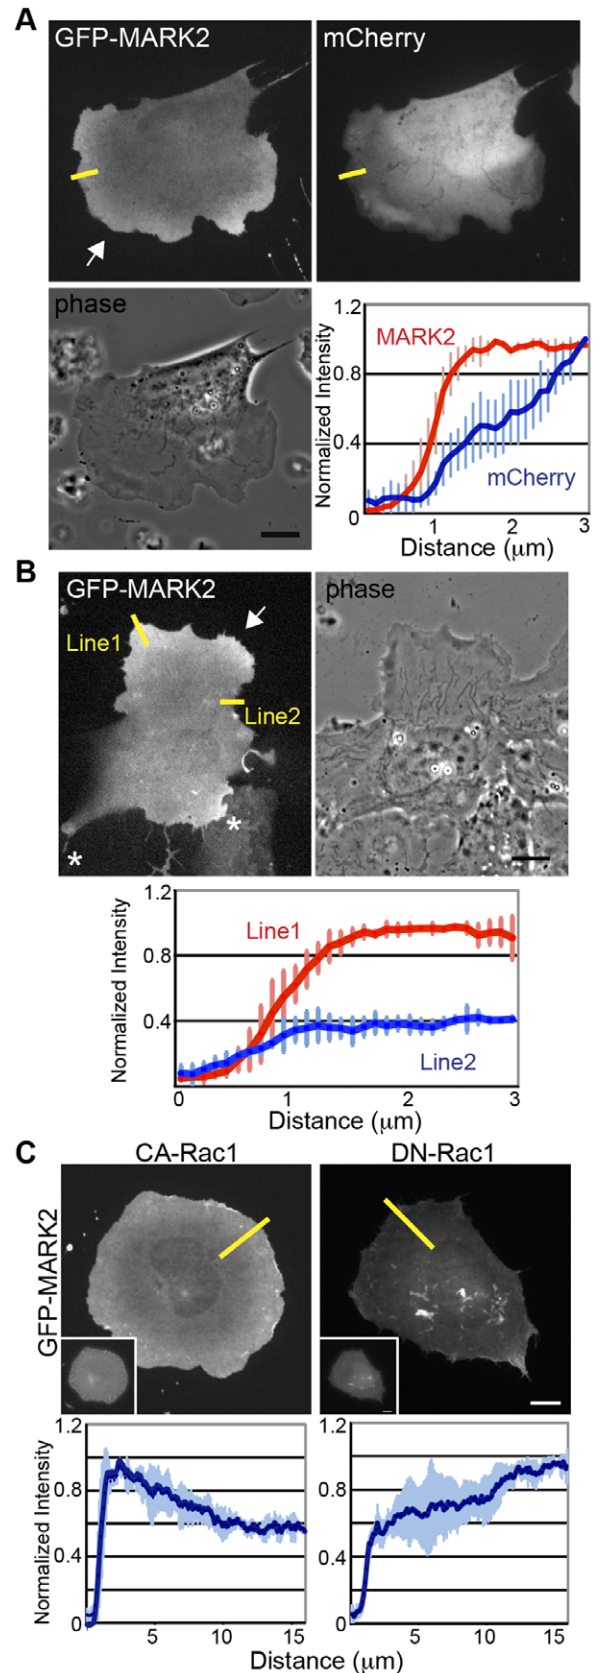 A
GFP-MARK2
mCherry
phase
1.2
0.8
0.4
0
Normalized Intensity
MARK2
mCherry
1
2
3
Distance (μm)
B
GFP-MARK2
phase
Line1
Line2
*
*
1.2
0.8
0.4
Normalized Intensity
Line1
Line2
0
1
2
3
Distance (μm)
C
CA-Rac1
DN-Rac1
GFP-MARK2
1.2
0.8
0.4
0
Normalized Intensity
5
10
15
1.2
0.8
0.4
0
5
10
15
Distance (μm)